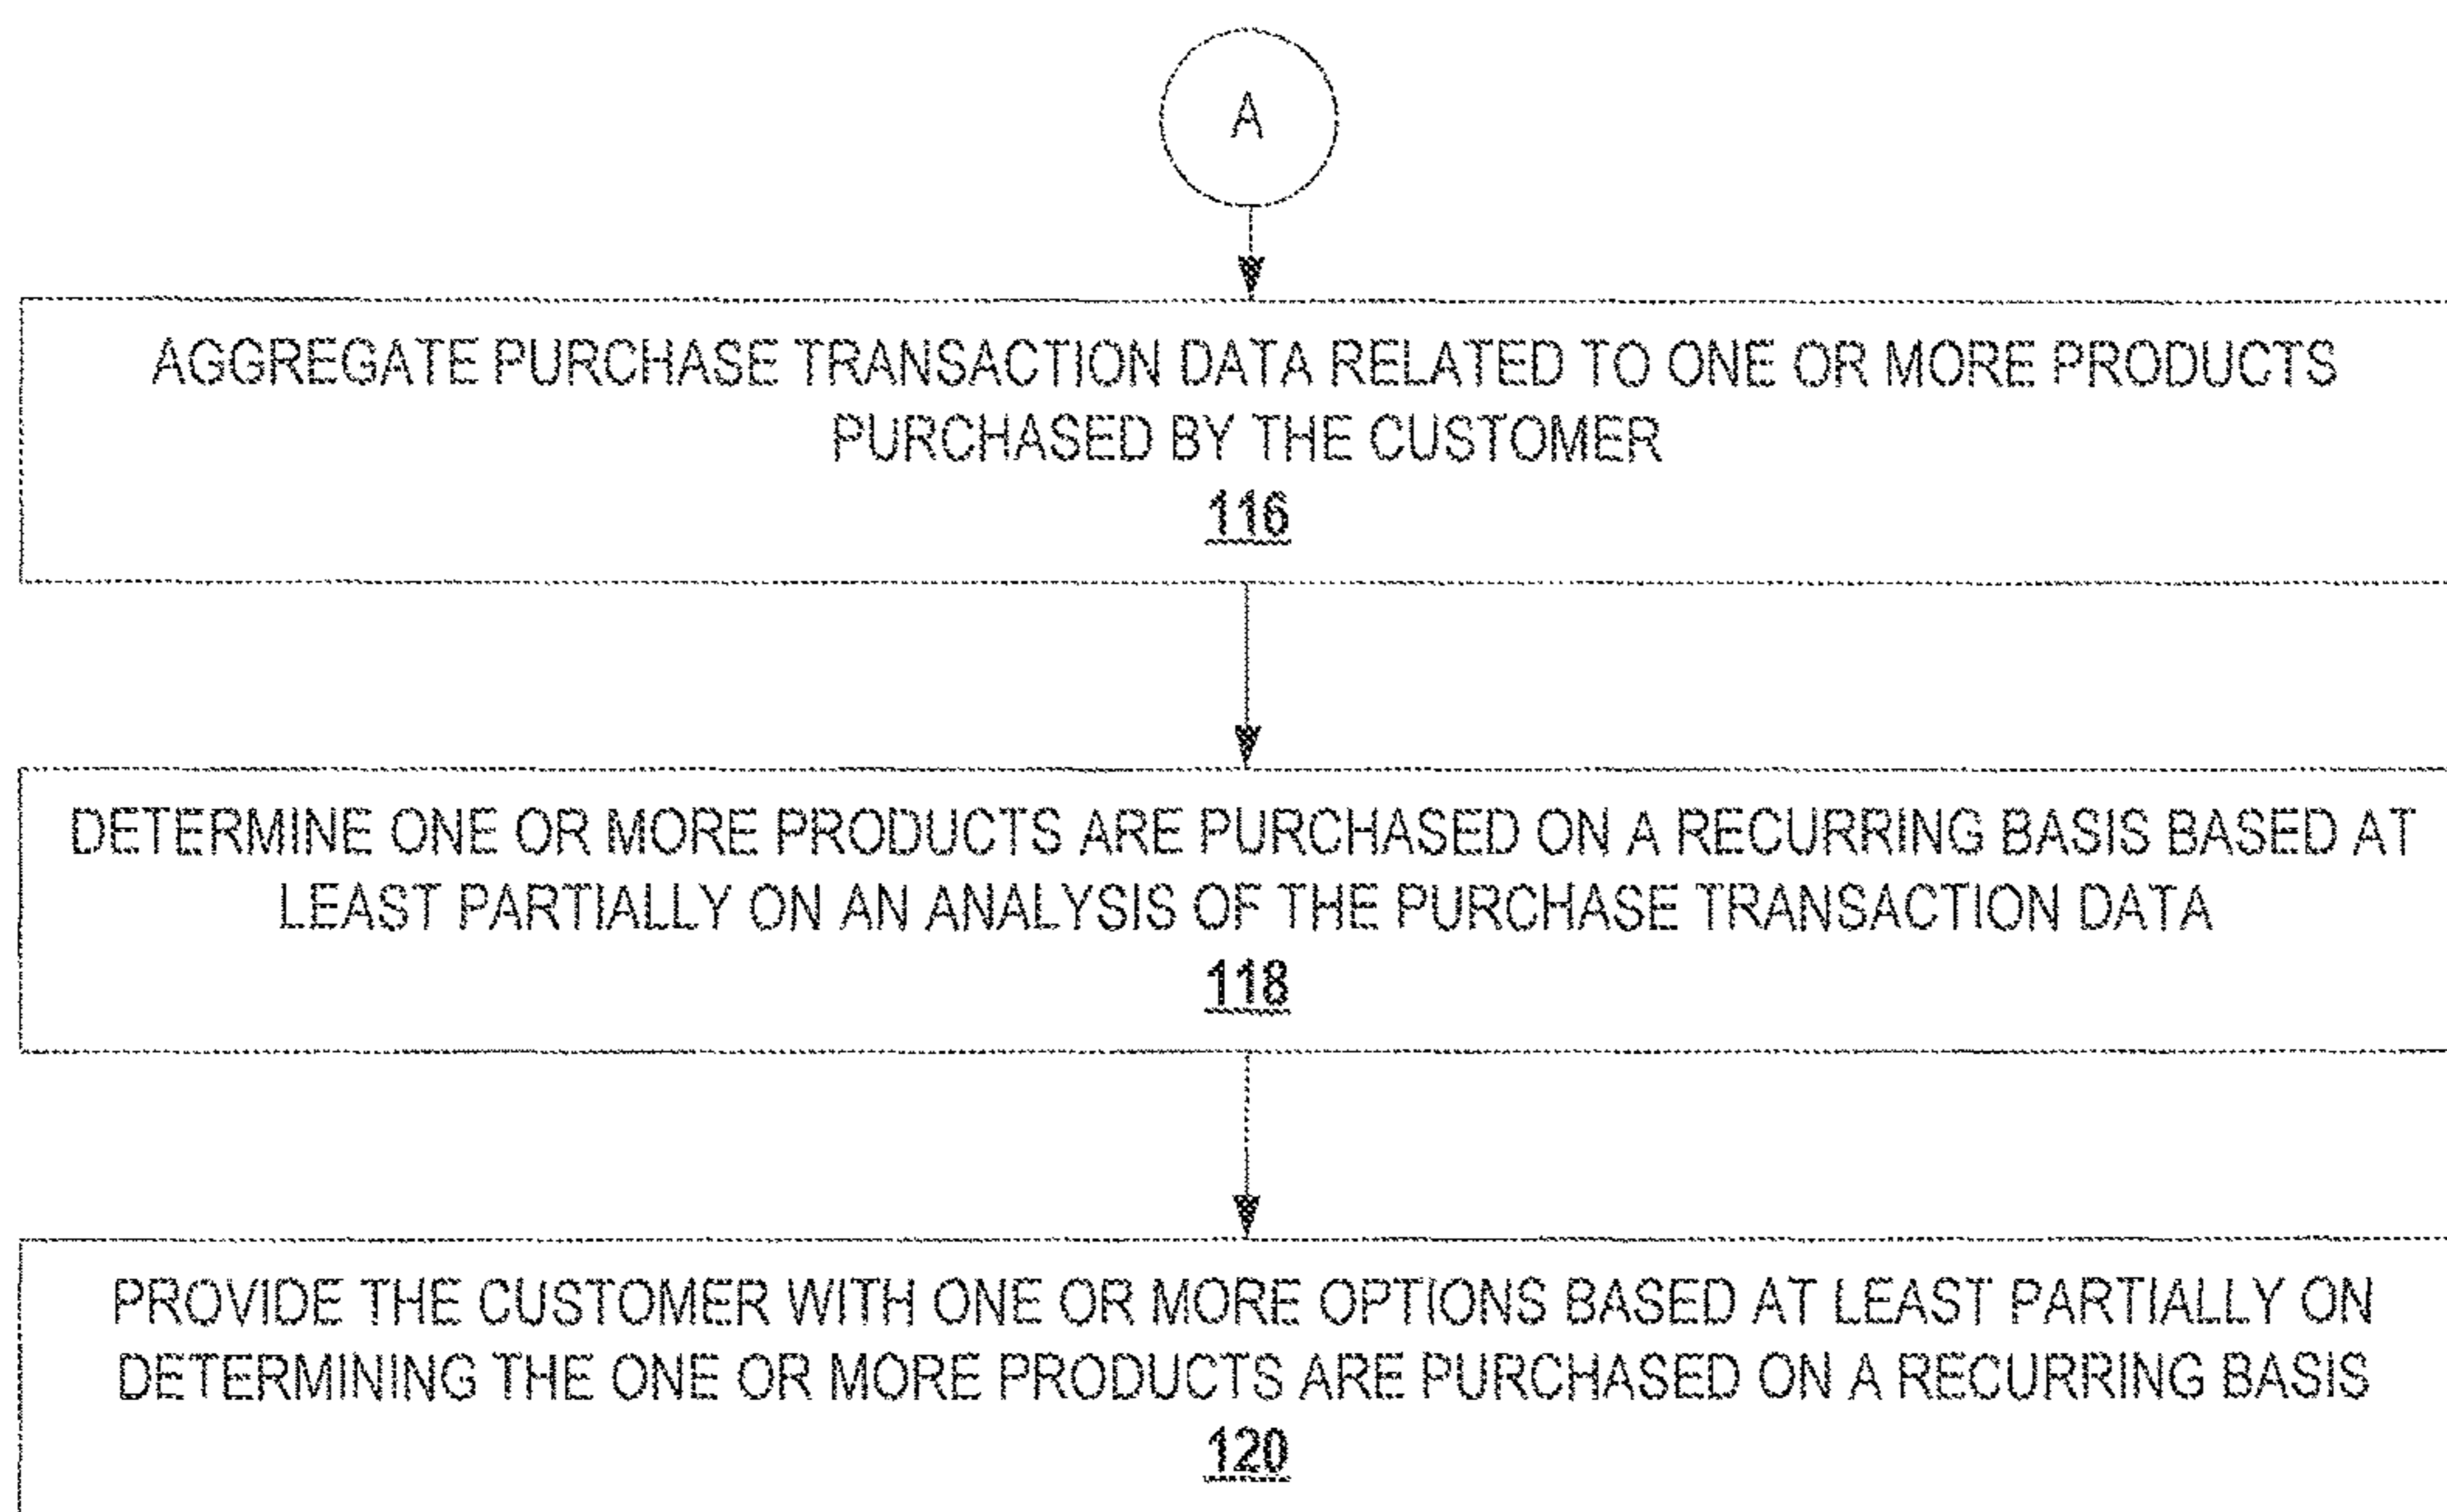 A
AGGREGATE PURCHASE TRANSACTION DATA RELATED TO ONE OR MORE PRODUCTS
PURCHASED BY THE CUSTOMER
116
DETERMINE ONE OR MORE PRODUCTS ARE PURCHASED ON A RECURRING BASIS BASED AT
LEAST PARTIALLY ON AN ANALYSIS OF THE PURCHASE TRANSACTION DATA
118
PROVIDE THE CUSTOMER WITH ONE OR MORE OPTIONS BASED AT LEAST PARTIALLY ON
DETERMINING THE ONE OR MORE PRODUCTS ARE PURCHASED ON A RECURRING BASIS
120